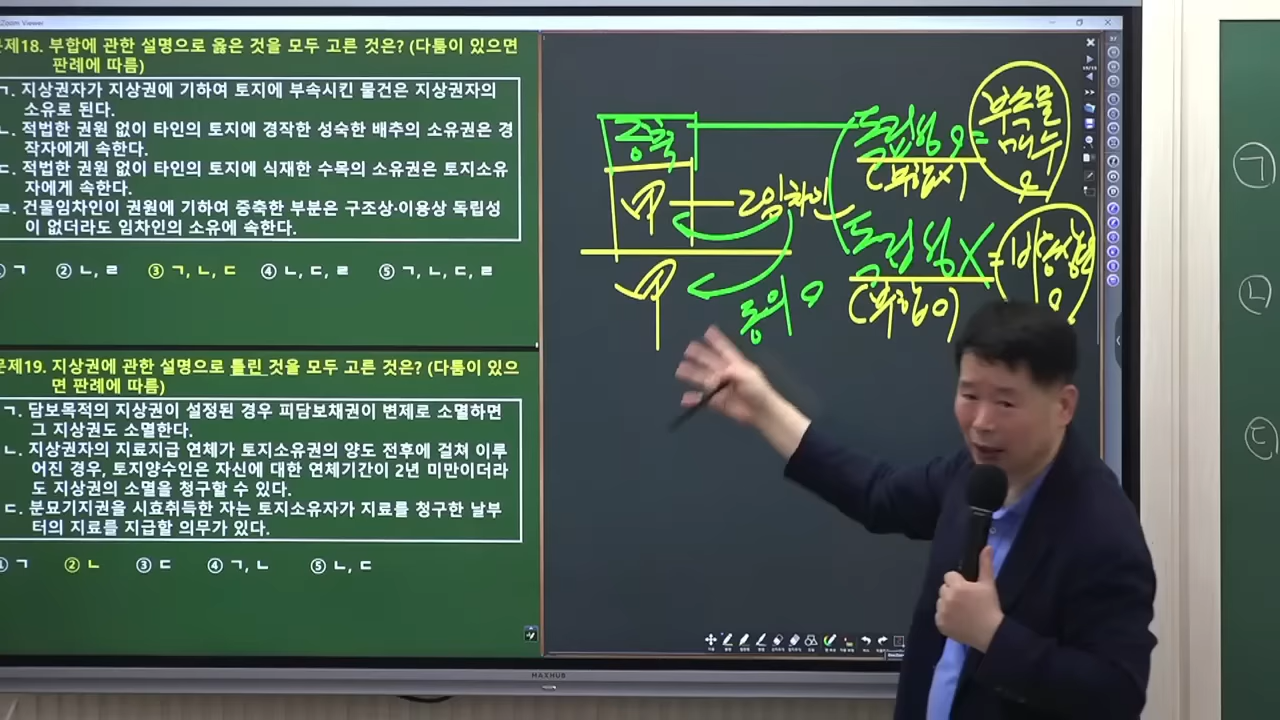 Zoom Viewer
문제18. 부합에 관한 설명으로 옳은 것을 모두 고른 것은? (다툼이 있으면
판례에 따름)
ㄱ. 지상권자가 지상권에 기하여 토지에 부속시킨 물건은 지상권자의
소유로 된다.
ㄴ. 적법한 권원 없이 타인의 토지에 경작한 성숙한 배추의 소유권은 경
작자에게 속한다.
ㄷ. 적법한 권원 없이 타인의 토지에 식재한 수목의 소유권은 토지소유
자에게 속한다.
ㄹ. 건물임차인이 권원에 기하여 증축한 부분은 구조상·이용상 독립성
이 없더라도 임차인의 소유에 속한다.
① ㄱ ② ㄴ, ㄹ ③ ㄱ, ㄴ, ㄷ ④ ㄴ, ㄷ, ㄹ ⑤ ㄱ, ㄴ, ㄷ, ㄹ
문제19. 지상권에 관한 설명으로 틀린 것을 모두 고른 것은? (다툼이 있으
면 판례에 따름)
ㄱ. 담보목적의 지상권이 설정된 경우 피담보채권이 변제로 소멸하면
그 지상권도 소멸한다.
ㄴ. 지상권자의 지료지급 연체가 토지소유권의 양도 전후에 걸쳐 이루
어진 경우, 토지양수인은 자신에 대한 연체기간이 2년 미만이더라
도 지상권의 소멸을 청구할 수 있다.
ㄷ. 분묘기지권을 시효취득한 자는 토지소유자가 지료를 청구한 날부
터의 지료를 지급할 의무가 있다.
① ㄱ ② ㄴ ③ ㄷ ④ ㄱ, ㄴ ⑤ ㄴ, ㄷ
증축
甲
乙임차인
甲
동의 O
독립성 O =
(부합X)
부속물
매수
O
독립성 X =
(부합 O)
비용상환
O
MAXHUB
ㄱ
ㄴ
ㄷ